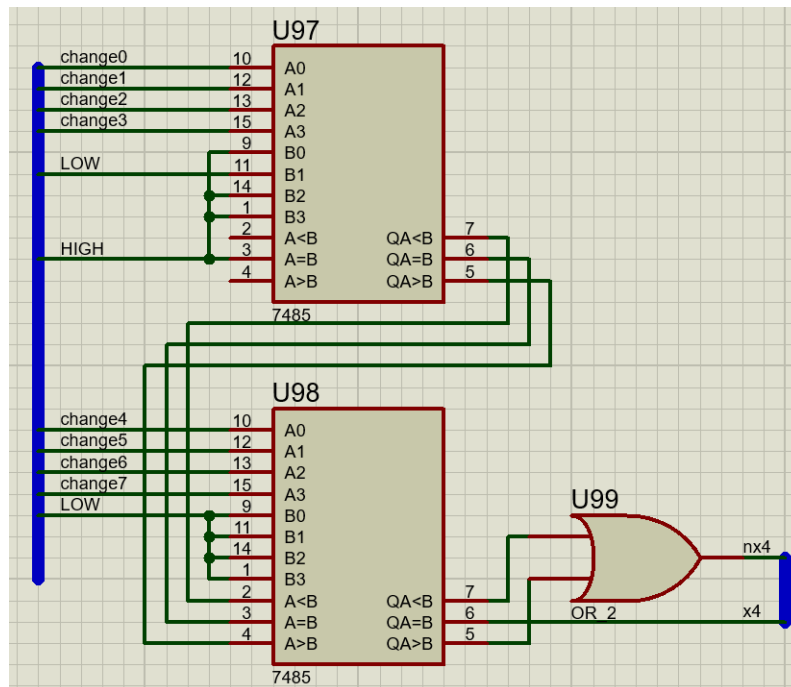 U97
change0 10 A0
change1 12 A1
change2 13 A2
change3 15 A3
9 B0
LOW 11 B1
14 B2
1 B3
2 A<B QA<B 7
HIGH 3 A=B QA=B 6
4 A>B QA>B 5
7485
U98
change4 10 A0
change5 12 A1
change6 13 A2
change7 15 A3
LOW 9 B0
11 B1
14 B2
1 B3
2 A<B QA<B 7
3 A=B QA=B 6
4 A>B QA>B 5
7485
U99
nx4
OR_2
x4